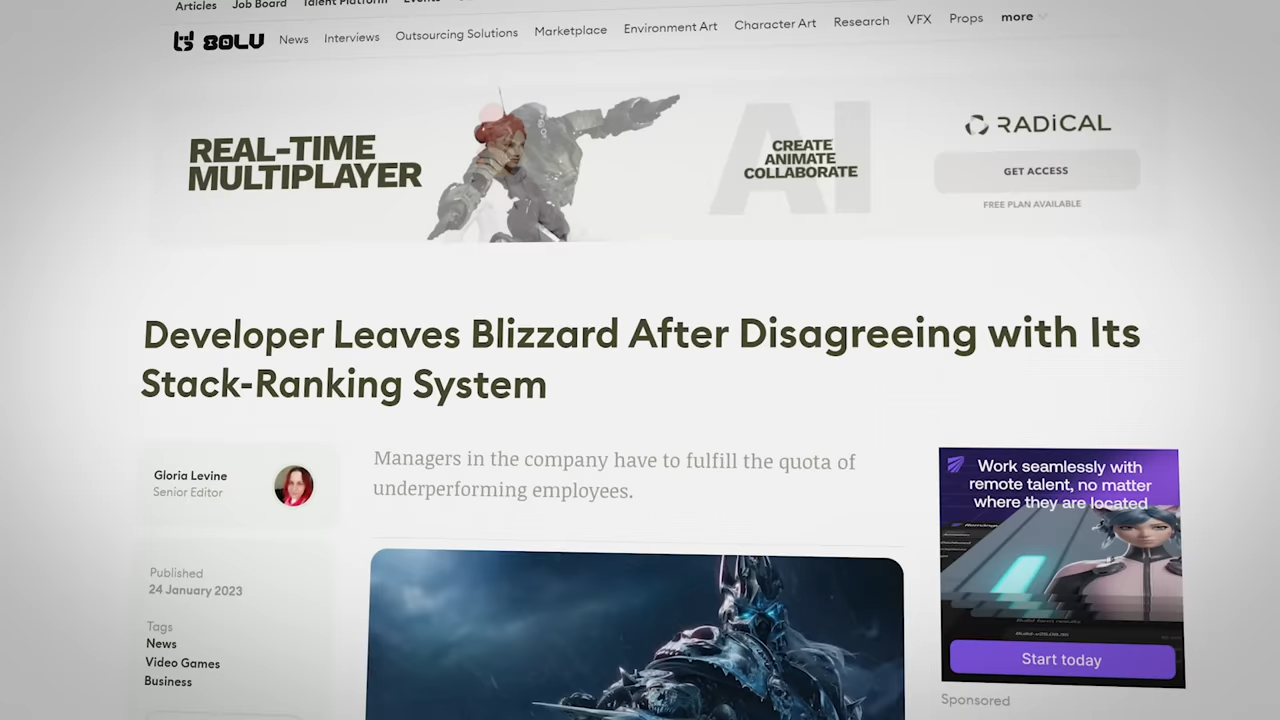 Articles Job Board Talent Platform Events
80LV News Interviews Outsourcing Solutions Marketplace Environment Art Character Art Research VFX Props more
REAL-TIME
MULTIPLAYER
AI
CREATE
ANIMATE
COLLABORATE
RADiCAL
GET ACCESS
FREE PLAN AVAILABLE
Developer Leaves Blizzard After Disagreeing with Its
Stack-Ranking System
Gloria Levine
Senior Editor
Managers in the company have to fulfill the quota of
underperforming employees.
Published
24 January 2023
Tags
News
Video Games
Business
Work seamlessly with
remote talent, no matter
where they are located
Start today
Sponsored